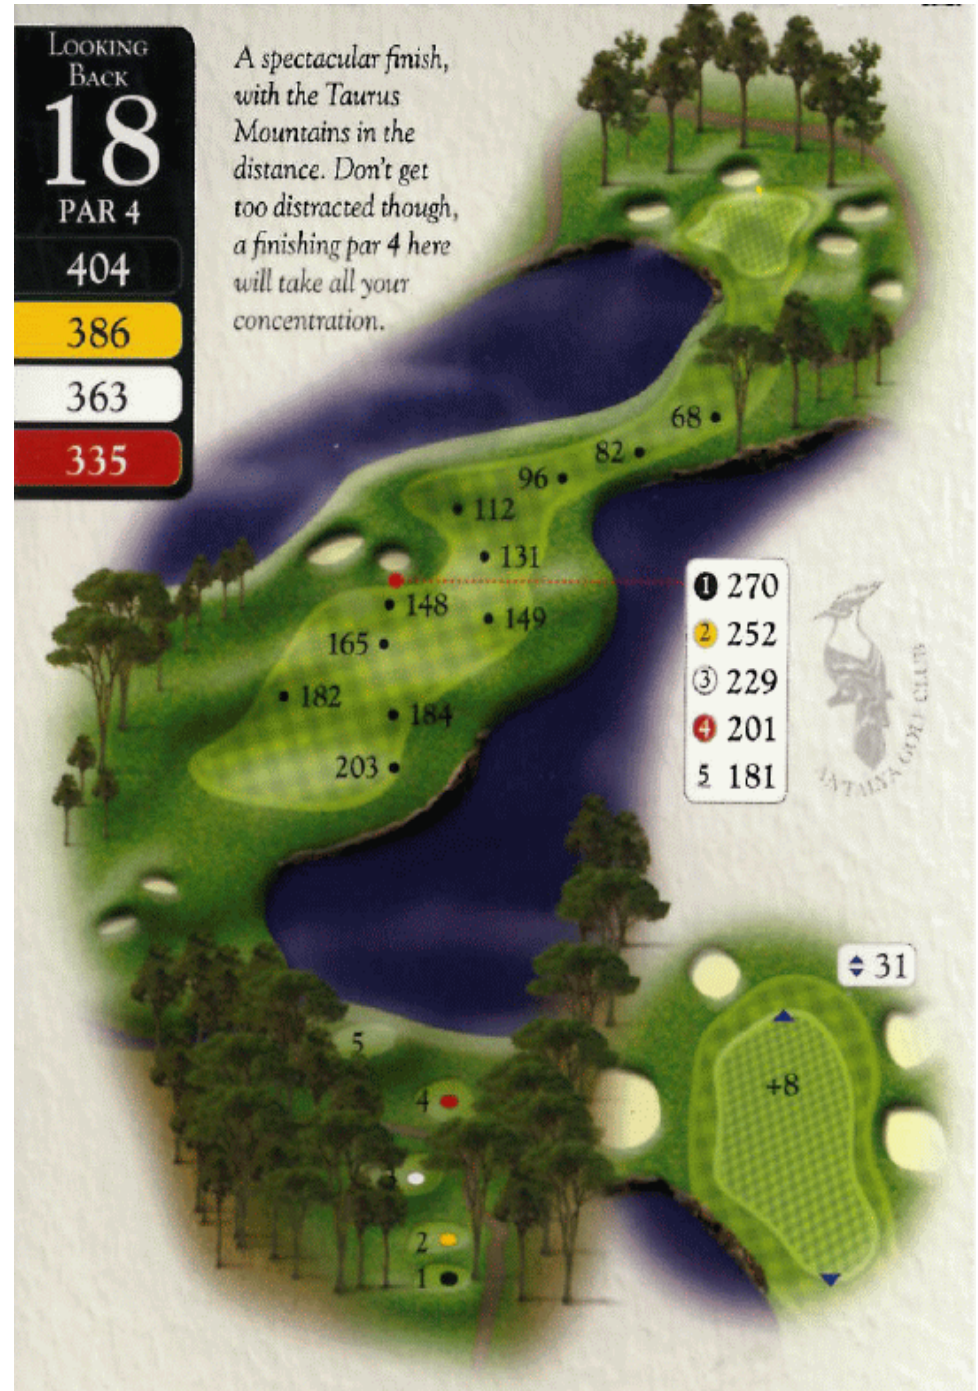 LOOKING
BACK
18
PAR 4
404
386
363
335
A spectacular finish,
with the Taurus
Mountains in the
distance. Don't get
too distracted though,
a finishing par 4 here
will take all your
concentration.
68
82
96
112
131
148
149
165
182
184
203
1 270
2 252
3 229
4 201
5 181
ANTALYA GOLF CLUB
31
+8
5
4
3
2
1